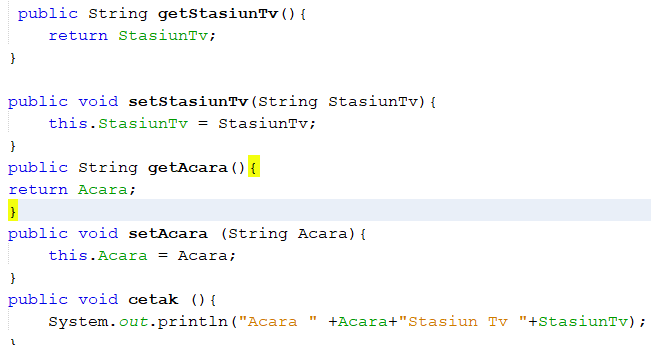 public String getStasiunTv(){
return StasiunTv;
}
public void setStasiunTv(String StasiunTv){
this.StasiunTv = StasiunTv;
}
public String getAcara(){
return Acara;
}
public void setAcara (String Acara){
this.Acara = Acara;
}
public void cetak (){
System.out.println("Acara " +Acara+"Stasiun Tv "+StasiunTv);
}